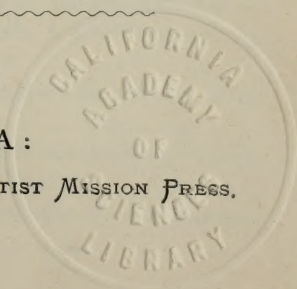 A :
TIST MISSION PRESS.
CALIFORNIA
ACADEMY
OF
SCIENCES
LIBRARY